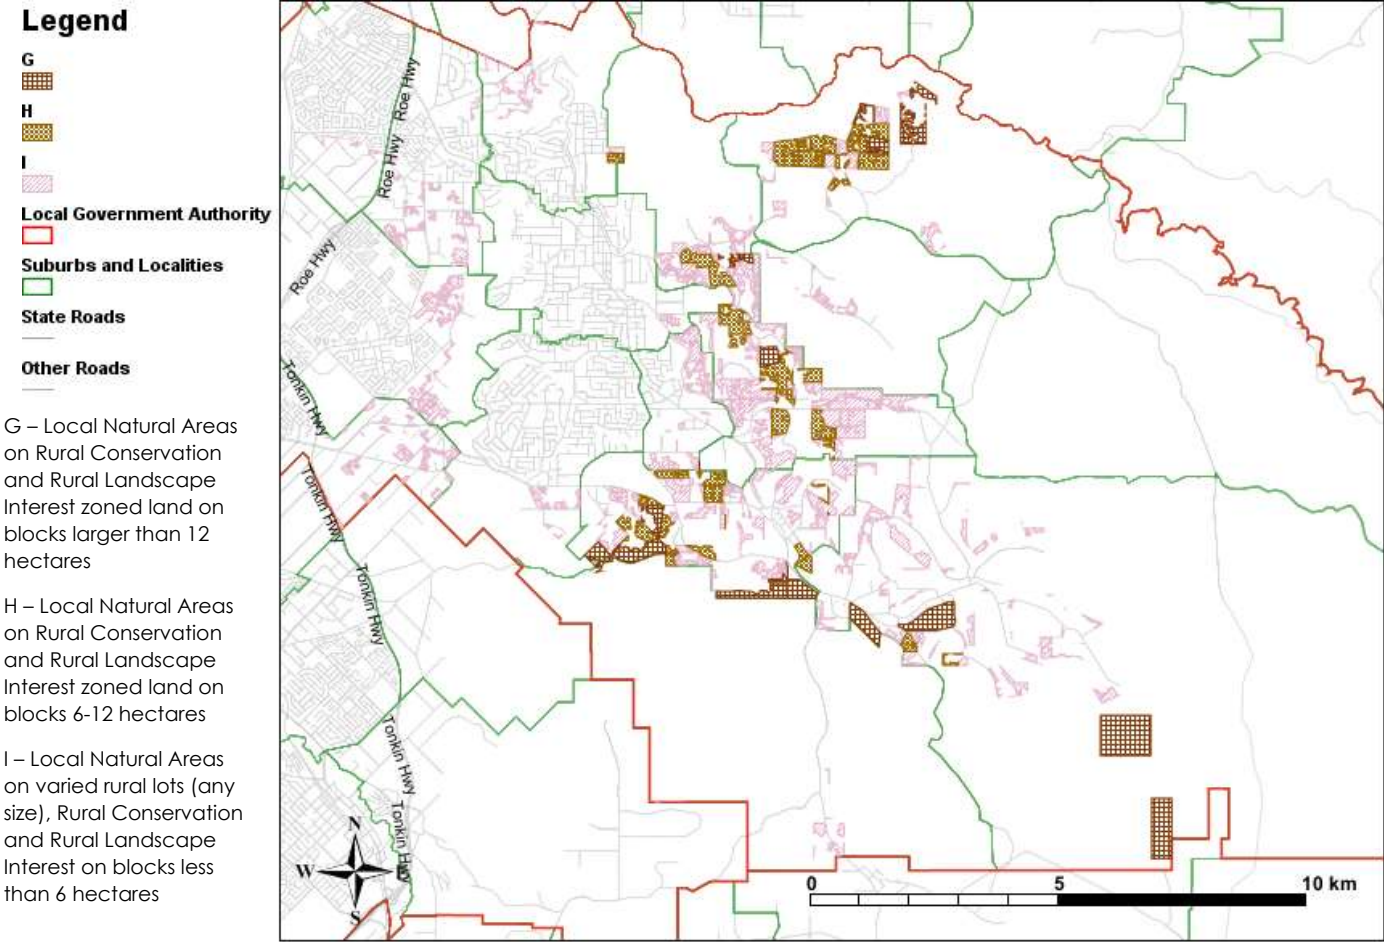 Legend
G
H
I
Local Government Authority
Suburbs and Localities
State Roads
Other Roads
G – Local Natural Areas
on Rural Conservation
and Rural Landscape
Interest zoned land on
blocks larger than 12
hectares
H – Local Natural Areas
on Rural Conservation
and Rural Landscape
Interest zoned land on
blocks 6-12 hectares
I – Local Natural Areas
on varied rural lots (any
size), Rural Conservation
and Rural Landscape
Interest on blocks less
than 6 hectares
Roe Hwy
Roe Hwy
Roe Hwy
Tonkin Hwy
Tonkin Hwy
Tonkin Hwy
Tonkin Hwy
Tonkin Hwy
N
W
S
0 5 10 km